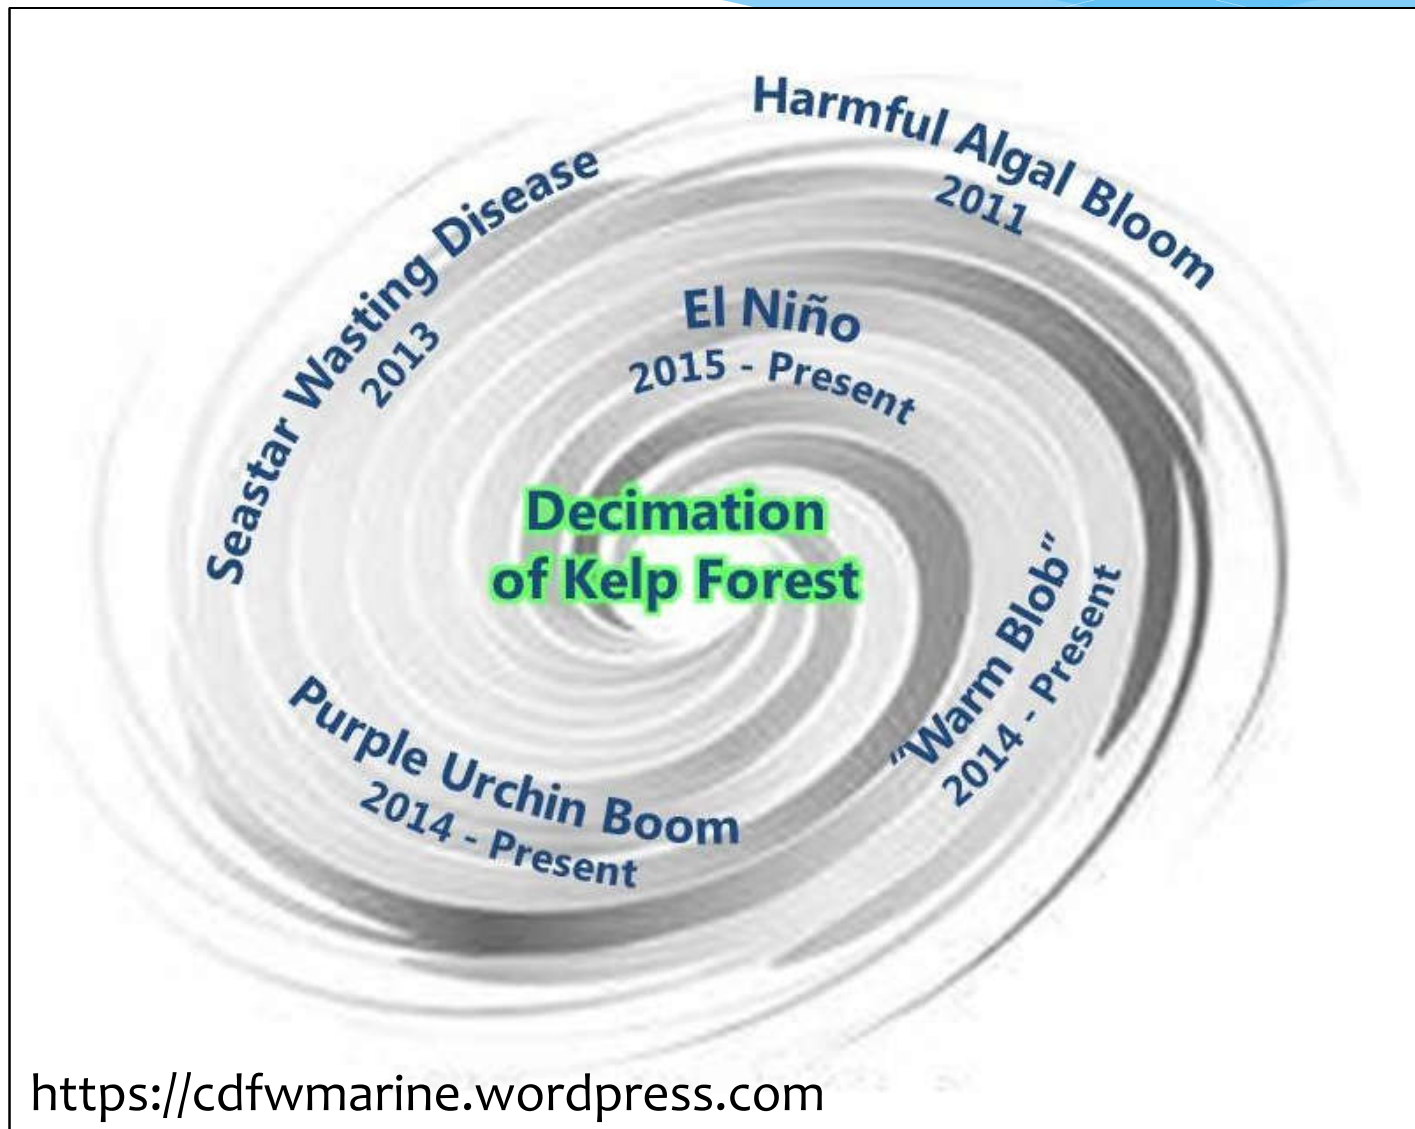 Harmful Algal Bloom
2011
Seastar Wasting Disease
2013
El Niño
2015 - Present
Decimation
of Kelp Forest
"Warm Blob"
2014 - Present
Purple Urchin Boom
2014 - Present
https://cdfwmarine.wordpress.com